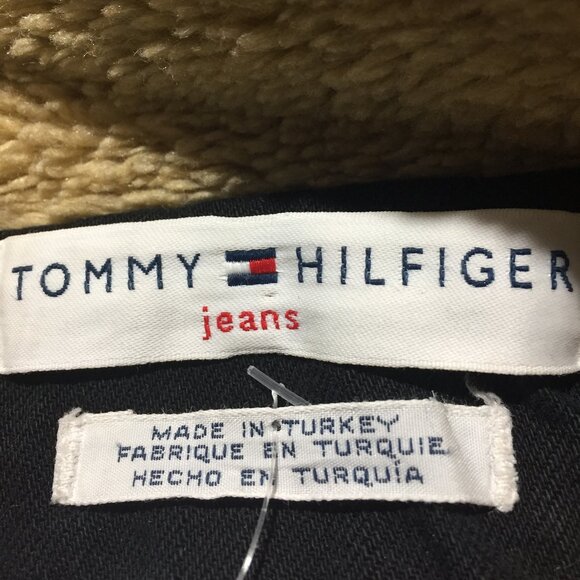 TOMMY HILFIGER
jeans
MADE IN TURKEY
FABRIQUE EN TURQUIE
HECHO EN TURQUÍA